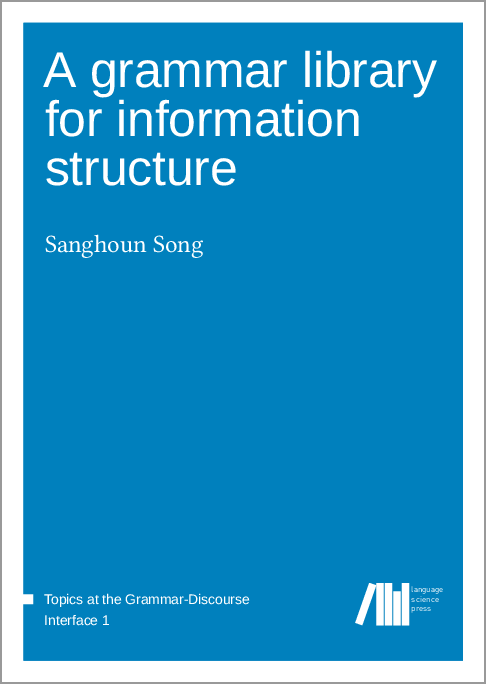 A grammar library
for information
structure
Sanghoun Song
Topics at the Grammar-Discourse
Interface 1
language
science
press